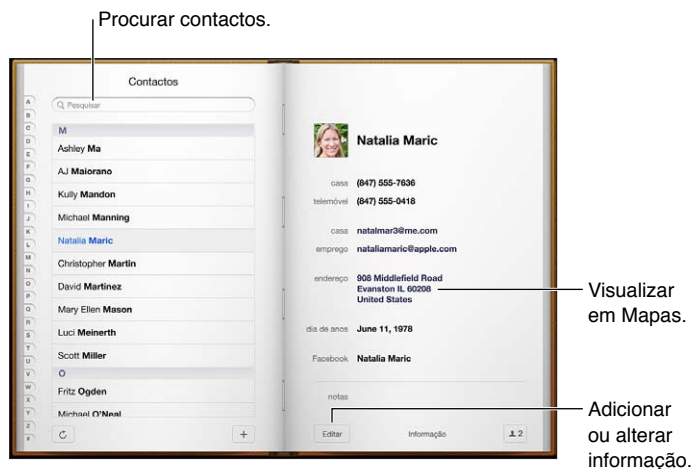 Procurar contactos.
Contactos
Pesquisar
A
B
C
D
E
F
G
H
I
J
K
L
M
N
O
P
Q
R
S
T
U
V
W
X
Y
Z
#
M
Ashley Ma
AJ Maiorano
Kully Mandon
Michael Manning
Natalia Maric
Christopher Martin
David Martinez
Mary Ellen Mason
Luci Meinerth
Scott Miller
O
Fritz Ogden
Michael O'Neal
+
Natalia Maric
casa (847) 555-7636
telemóvel (847) 555-0418
casa natalmar3@me.com
emprego nataliamaric@apple.com
endereço 908 Middlefield Road
Evanston IL 60208
United States
dia de anos June 11, 1978
Facebook Natalia Maric
notas
Editar Informação 2
Visualizar
em Mapas.
Adicionar
ou alterar
informação.